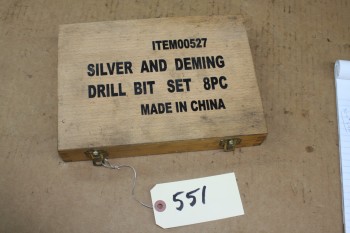 ITEM00527
SILVER AND DEMING
DRILL BIT SET 8PC
MADE IN CHINA
551